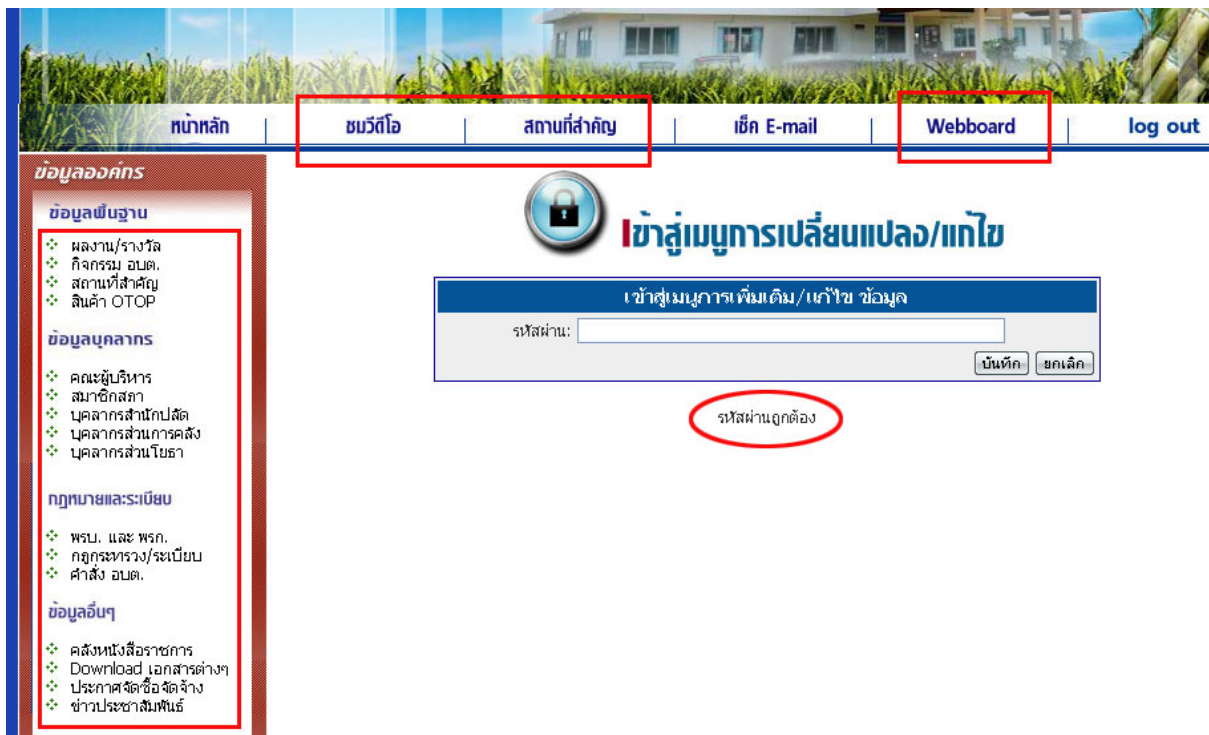 หน้าหลัก | ชมวีดีโอ | สถานที่สำคัญ | เช็ค E-mail | Webboard | log out
ข้อมูลองค์กร
ข้อมูลพื้นฐาน
ผลงาน/รางวัล
กิจกรรม อบต.
สถานที่สำคัญ
สินค้า OTOP
ข้อมูลบุคลากร
คณะผู้บริหาร
สมาชิกสภา
บุคลากรสำนักปลัด
บุคลากรส่วนการคลัง
บุคลากรส่วนโยธา
กฎหมายและระเบียบ
พรบ. และ พรก.
กฎกระทรวง/ระเบียบ
คำสั่ง อบต.
ข้อมูลอื่นๆ
คลังหนังสือราชการ
Download เอกสารต่างๆ
ประกาศจัดซื้อจัดจ้าง
ข่าวประชาสัมพันธ์
เข้าสู่เมนูการเปลี่ยนแปลง/แก้ไข
เข้าสู่เมนูการเพิ่มเติม/แก้ไข ข้อมูล
รหัสผ่าน:
บันทึก ยกเลิก
รหัสผ่านถูกต้อง